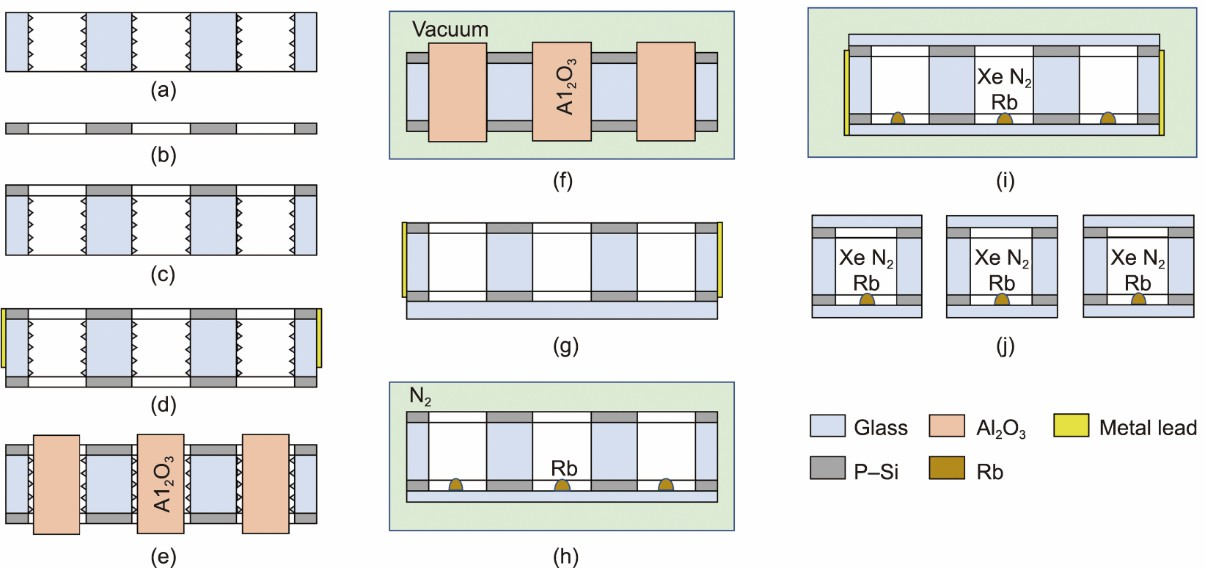 (a)
(b)
(c)
(d)
A1₂O₃
(e)
Vacuum
A1₂O₃
(f)
(g)
N₂
Rb
(h)
Xe N₂
Rb
(i)
Xe N₂
Rb
Xe N₂
Rb
Xe N₂
Rb
(j)
Glass
Al₂O₃
Metal lead
P–Si
Rb